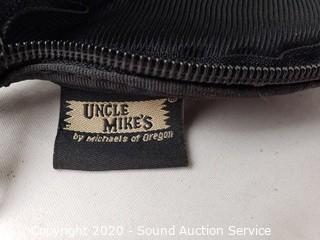 UNCLE
MIKE'S
®
by Michaels of Oregon
Copyright 2020 - Sound Auction Service